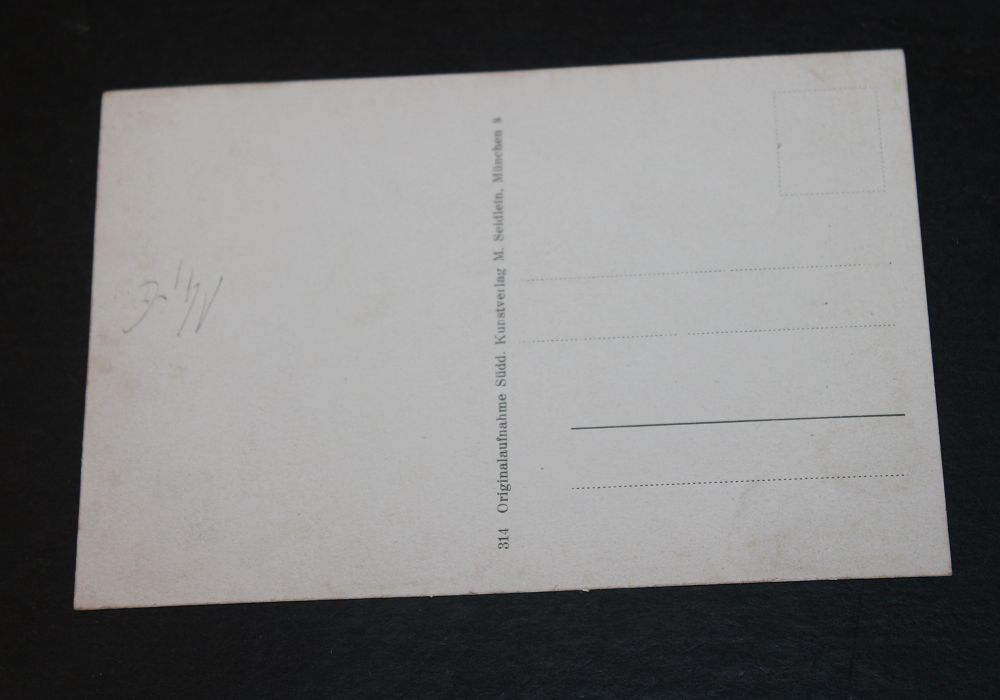 314 Originalaufnahme Südd. Kunstverlag M. Seidlein, München 8